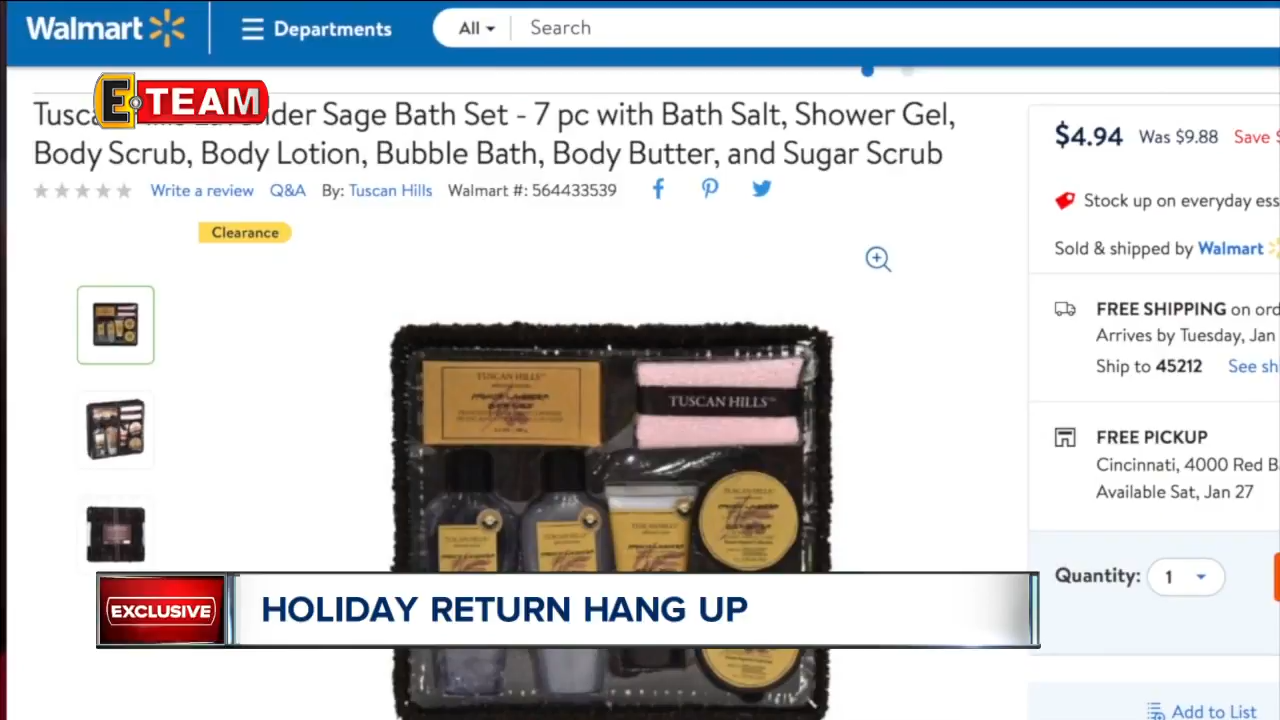 Walmart
Departments
All
Search
E TEAM
Tusca Lavender Sage Bath Set - 7 pc with Bath Salt, Shower Gel,
Body Scrub, Body Lotion, Bubble Bath, Body Butter, and Sugar Scrub
Write a review Q&A By: Tuscan Hills Walmart #: 564433539
Clearance
$4.94 Was $9.88 Save $
Stock up on everyday ess
Sold & shipped by Walmart
FREE SHIPPING on ord
Arrives by Tuesday, Jan
Ship to 45212 See sh
FREE PICKUP
Cincinnati, 4000 Red B
Available Sat, Jan 27
Quantity: 1
Add to List
TUSCAN HILLS™
TUSCAN HILLS™
EXCLUSIVE
HOLIDAY RETURN HANG UP